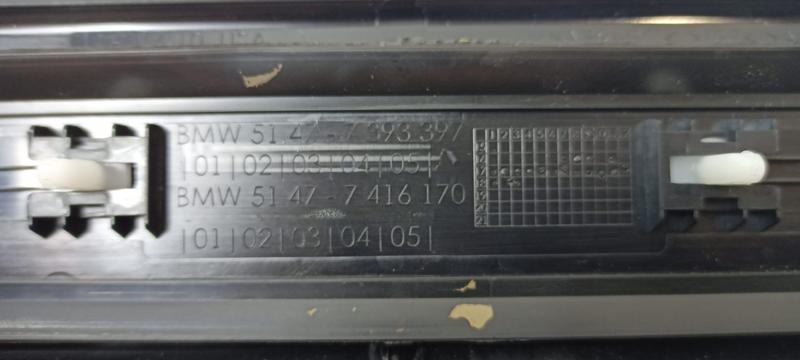 BMW 51.47 - 7 393 397
|01|02|03|04|05|
BMW 51 47 - 7 416 170
|01|02|03|04|05|